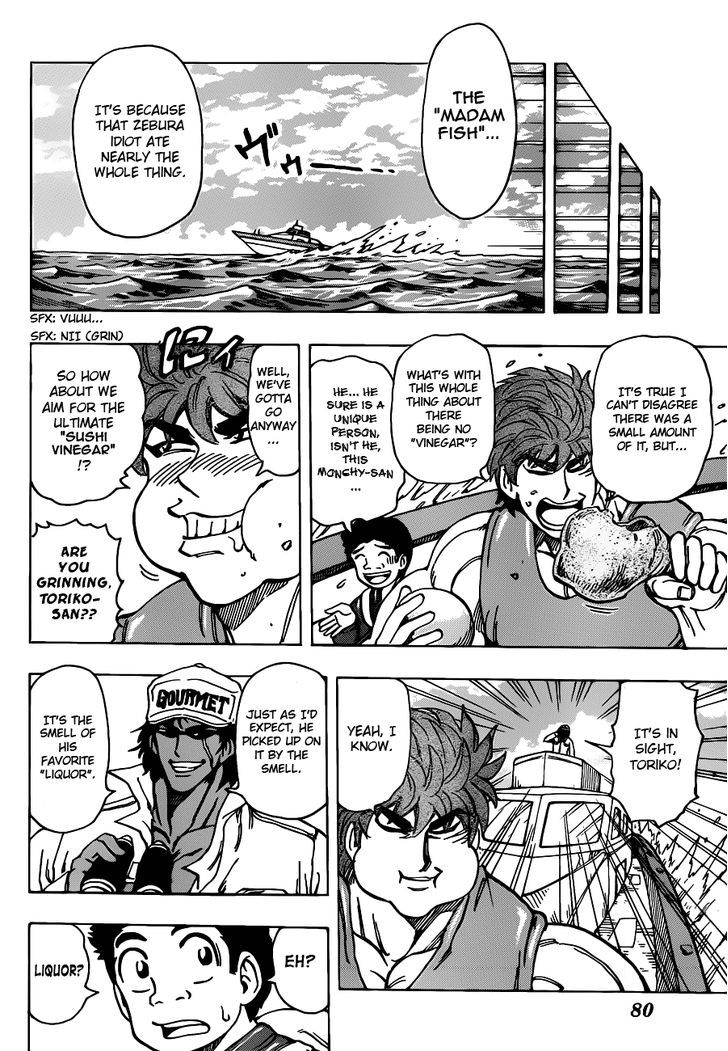 THE
"MADAM
FISH"...
IT'S BECAUSE
THAT ZEBURA
IDIOT ATE
NEARLY THE
WHOLE THING.
ヴゥー
SFX: VUUU...
SFX: NII (GRIN)
IT'S TRUE I
CAN'T DISAGREE
THERE WAS A
SMALL AMOUNT
OF IT, BUT...
WHAT'S WITH
THIS WHOLE
THING ABOUT
THERE
BEING NO
"VINEGAR"?
HE... HE
SURE IS A
UNIQUE
PERSON,
ISN'T HE,
THIS
MONCHY-SAN
...
WELL,
WE'VE
GOTTA
GO
ANYWAY
...
にィ
SO HOW
ABOUT WE
AIM FOR THE
ULTIMATE
"SUSHI
VINEGAR"
!?
ARE
YOU
GRINNING,
TORIKO-
SAN??
IT'S IN
SIGHT,
TORIKO!
YEAH, I
KNOW.
JUST AS I'D
EXPECT, HE
PICKED UP ON
IT BY THE
SMELL.
GOURMET
IT'S THE
SMELL OF
HIS
FAVORITE
"LIQUOR".
EH?
LIQUOR?
80